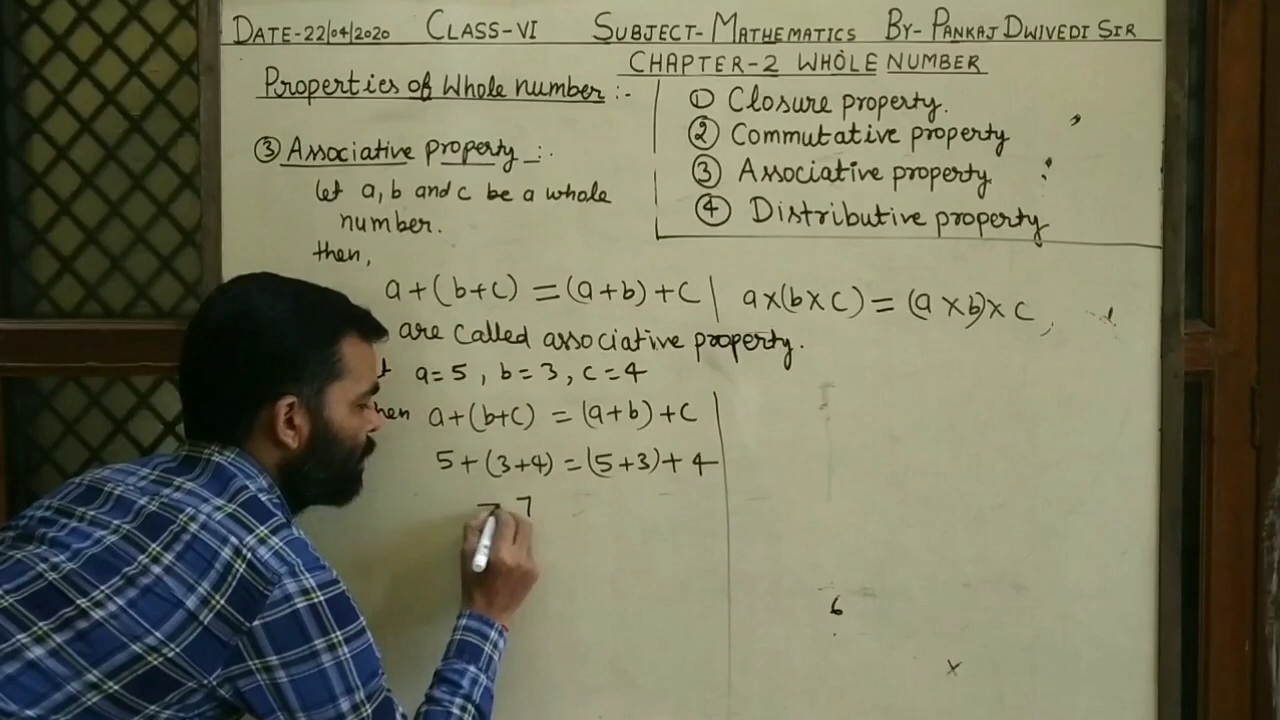 DATE-22/04/2020 CLASS-VI SUBJECT-MATHEMATICS BY-PANKAJ DWIVEDI SIR
CHAPTER-2 WHOLE NUMBER
Properties of Whole number :-
① Closure property.
② Commutative property
③ Associative property
④ Distributive property
③ Associative property :-
let a, b and c be a whole
number.
then,
a+(b+c) = (a+b)+c | a×(b×c) = (a×b)×c,
are called associative property.
a=5, b=3, c=4
a+(b+c) = (a+b)+c
5+(3+4) = (5+3)+4
7
6
x